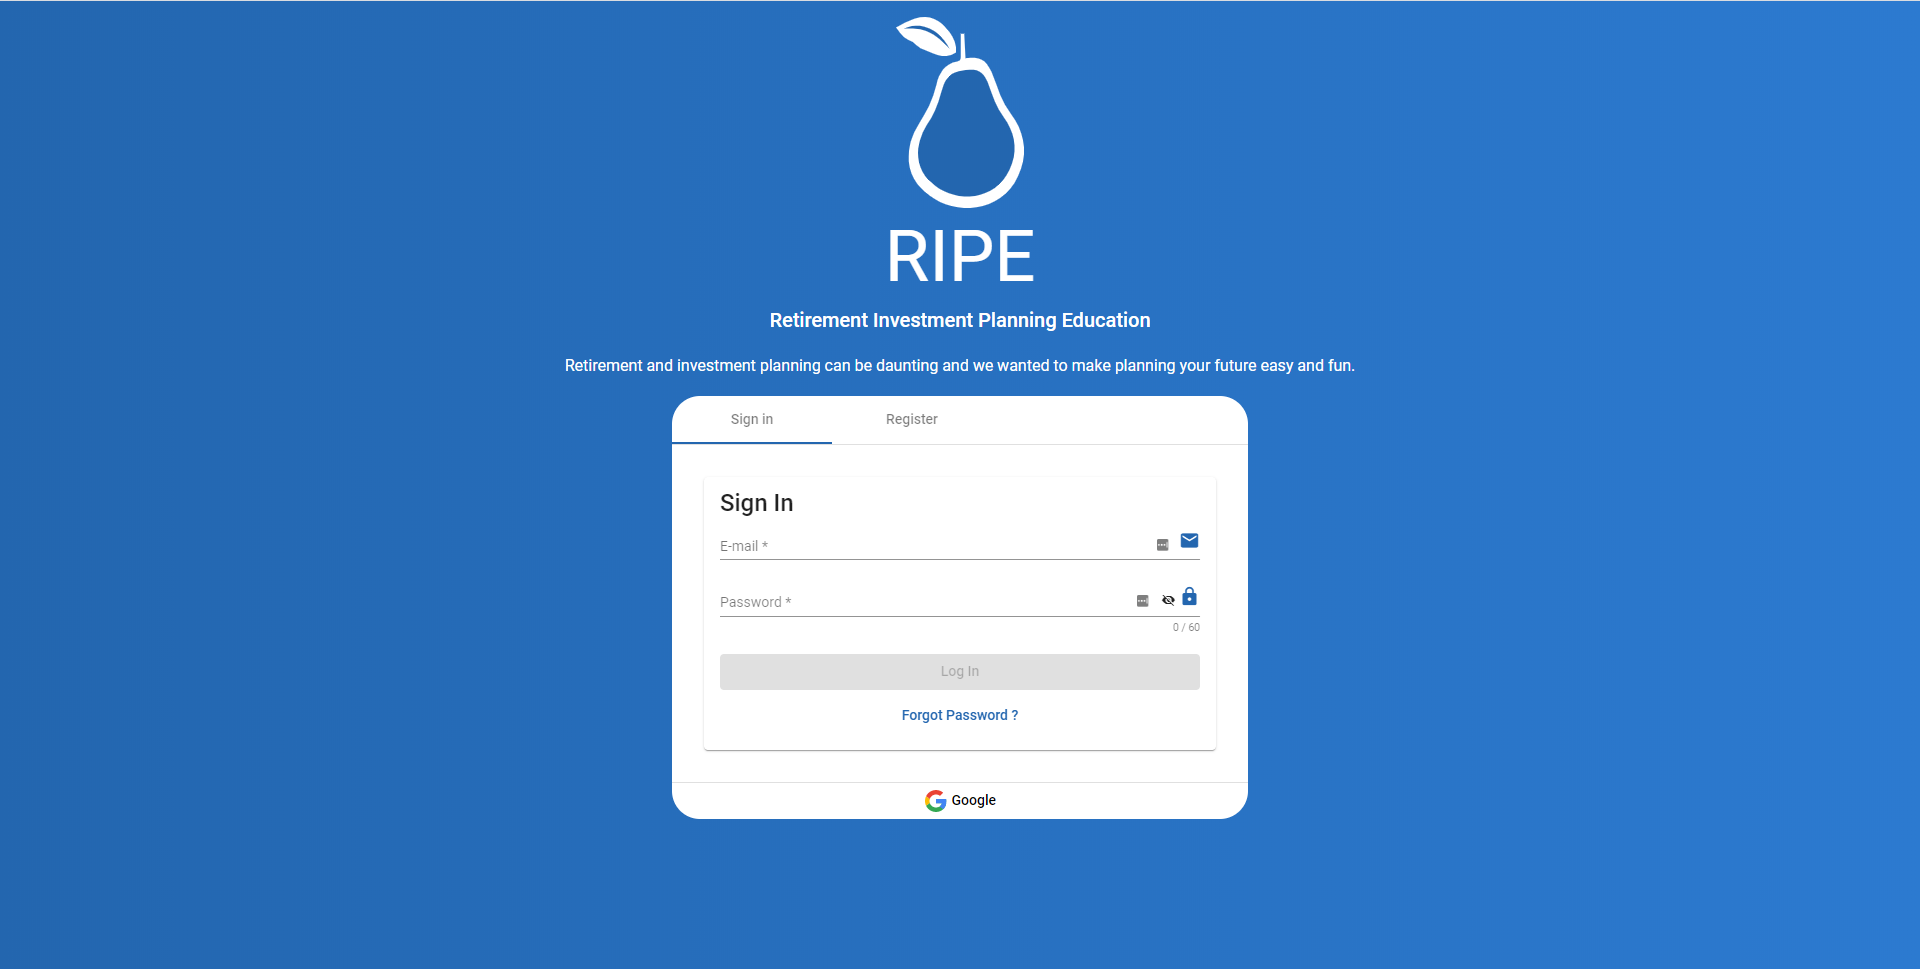 RIPE
Retirement Investment Planning Education
Retirement and investment planning can be daunting and we wanted to make planning your future easy and fun.
Sign in
Register
Sign In
E-mail *
Password *
0 / 60
Log In
Forgot Password ?
Google